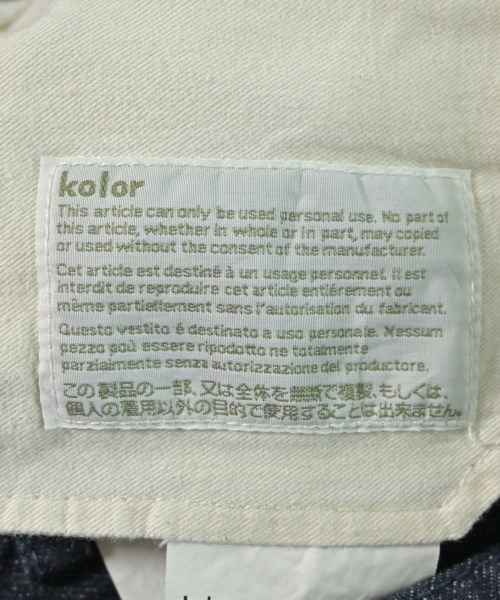 kolor
This article can only be used personal use. No part of
this article, whether in whole or in part, may copied
or used without the consent of the manufacturer.
Cet article est destiné à un usage personnel. Il est
interdit de reproduire cet article entiérement ou
même partiellement sans l'autorisation du fabricant.
Questo vestito é destinato a uso personale. Nessum
pezzo poü essere ripodotto ne totalmente
parzialmente senza autorizzazione del productore.
この製品の一部、又は全体を無断で複製、もしくは、
個人の着用以外の目的で使用することは出来ません。